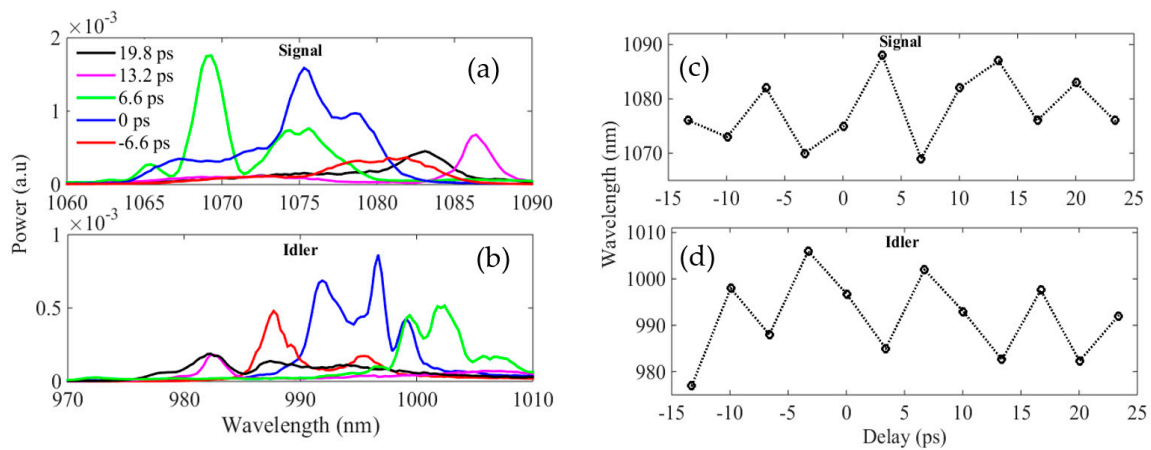 ×10⁻³
2
1
0
Signal
(a)
19.8 ps
13.2 ps
6.6 ps
0 ps
-6.6 ps
1060 1065 1070 1075 1080 1085 1090
Power (a.u)
×10⁻³
1
0.5
0
Idler
(b)
970 980 990 1000 1010
Wavelength (nm)
1090
1080
1070
(c)
Signal
-15 -10 -5 0 5 10 15 20 25
Wavelength (nm)
1010
1000
990
980
(d)
Idler
-15 -10 -5 0 5 10 15 20 25
Delay (ps)